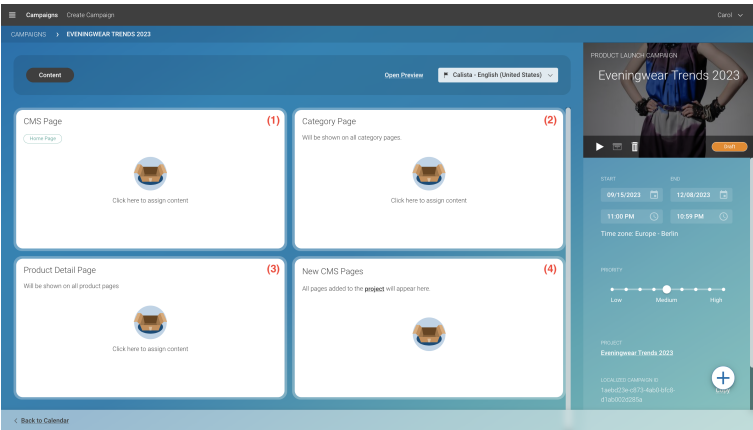 Campaigns Create Campaign Carol
CAMPAIGNS > EVENINGWEAR TRENDS 2023
Content Open Preview Calista - English (United States)
CMS Page (1)
Home Page
Click here to assign content
Category Page (2)
Will be shown on all category pages.
Click here to assign content
Product Detail Page (3)
Will be shown on all product pages
Click here to assign content
New CMS Pages (4)
All pages added to the project will appear here.
PRODUCT LAUNCH CAMPAIGN
Eveningwear Trends 2023
Draft
START END
09/15/2023 12/08/2023
11:00 PM 10:59 PM
Time zone: Europe - Berlin
PRIORITY
Low Medium High
PROJECT
Eveningwear Trends 2023
LOCALIZED CAMPAIGN ID
< Back to Calendar